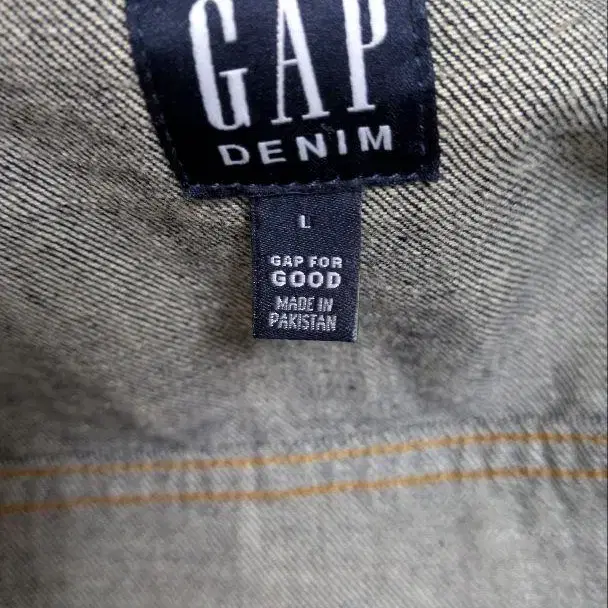 GAP
DENIM
L
GAP FOR
GOOD
MADE IN
PAKISTAN